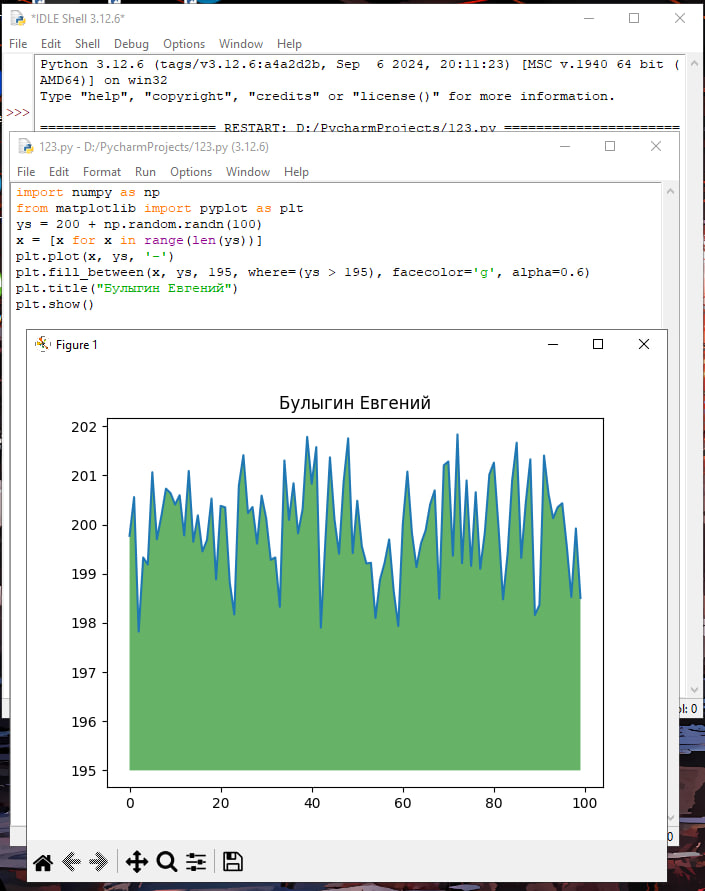 *IDLE Shell 3.12.6*
File Edit Shell Debug Options Window Help
Python 3.12.6 (tags/v3.12.6:a4a2d2b, Sep  6 2024, 20:11:23) [MSC v.1940 64 bit (
AMD64)] on win32
Type "help", "copyright", "credits" or "license()" for more information.
>>>
====================== RESTART: D:/PycharmProjects/123.py ======================
123.py - D:/PycharmProjects/123.py (3.12.6)
File Edit Format Run Options Window Help
import numpy as np
from matplotlib import pyplot as plt
ys = 200 + np.random.randn(100)
x = [x for x in range(len(ys))]
plt.plot(x, ys, '-')
plt.fill_between(x, ys, 195, where=(ys > 195), facecolor='g', alpha=0.6)
plt.title("Булыгин Евгений")
plt.show()
Figure 1
Булыгин Евгений
202
201
200
199
198
197
196
195
0 20 40 60 80 100
0